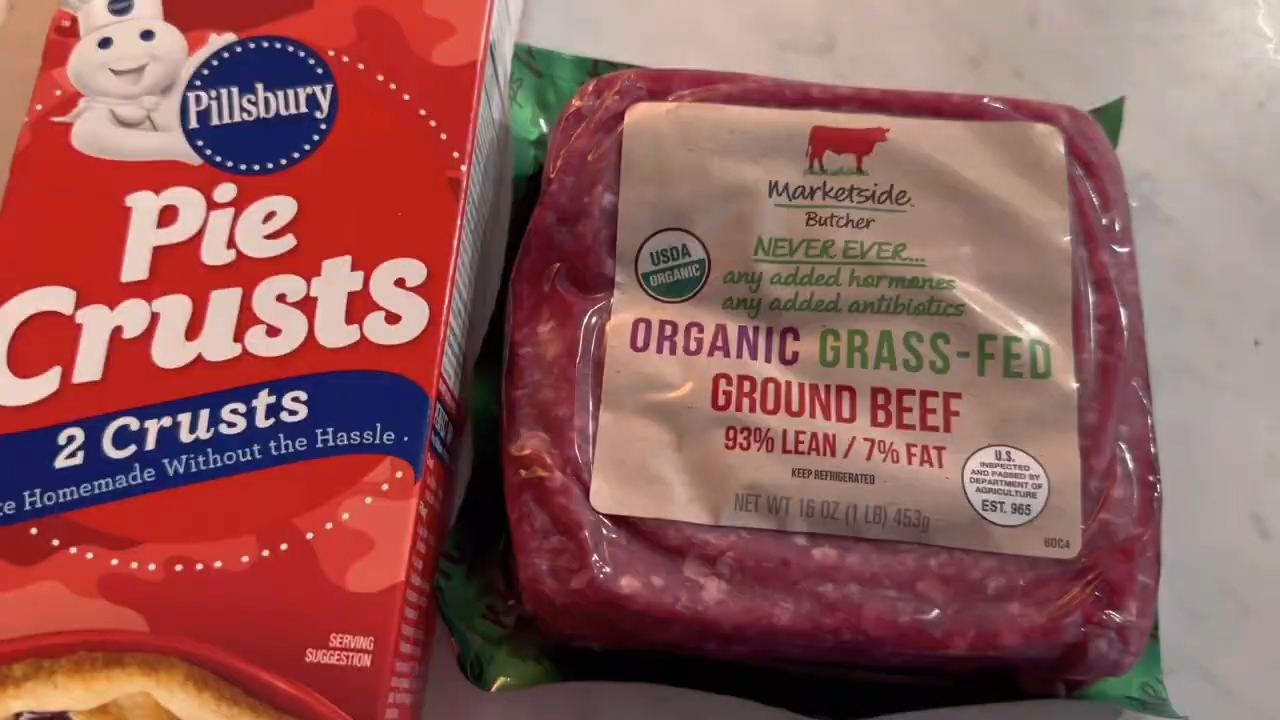 Pillsbury
Pie
Crusts
2 Crusts
Homemade Without the Hassle
SERVING
SUGGESTION
Marketside
Butcher
USDA
ORGANIC
NEVER EVER...
any added hormones
any added antibiotics
ORGANIC GRASS-FED
GROUND BEEF
93% LEAN / 7% FAT
KEEP REFRIGERATED
NET WT 16 OZ (1 LB) 453g
U.S.
INSPECTED
AND PASSED BY
DEPARTMENT OF
AGRICULTURE
EST. 965